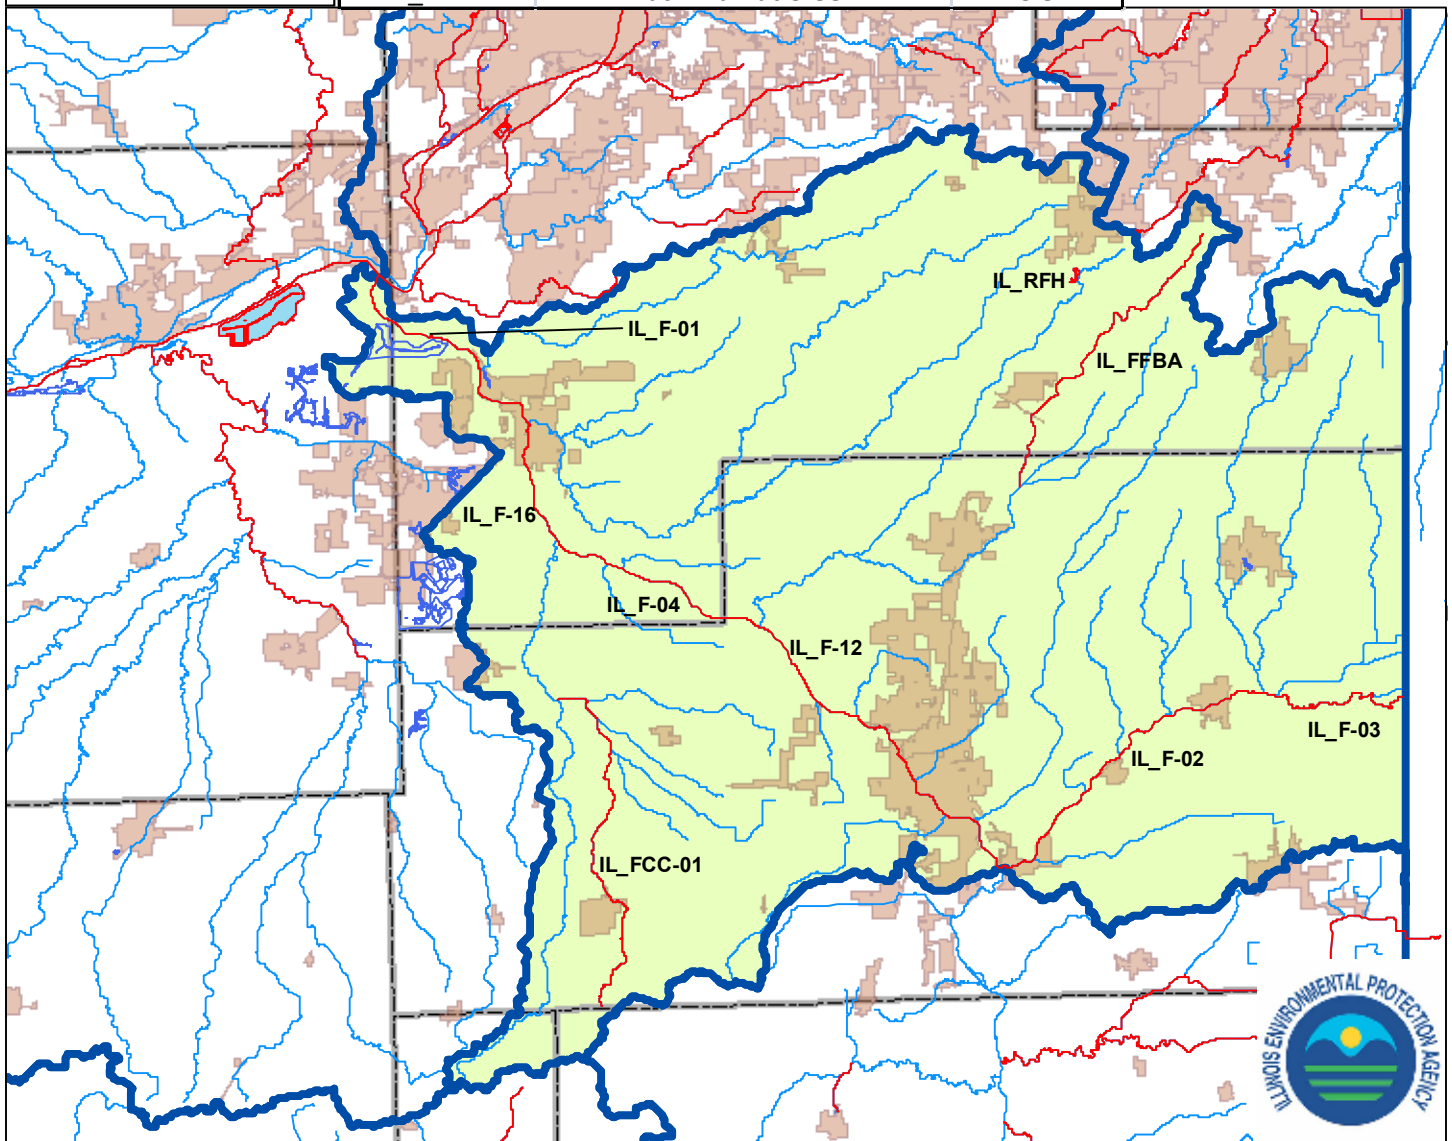 IL_RFH
IL_F-01
IL_FFBA
IL_F-16
IL_F-04
IL_F-12
IL_F-03
IL_F-02
IL_FCC-01
ILLINOIS ENVIRONMENTAL PROTECTION AGENCY